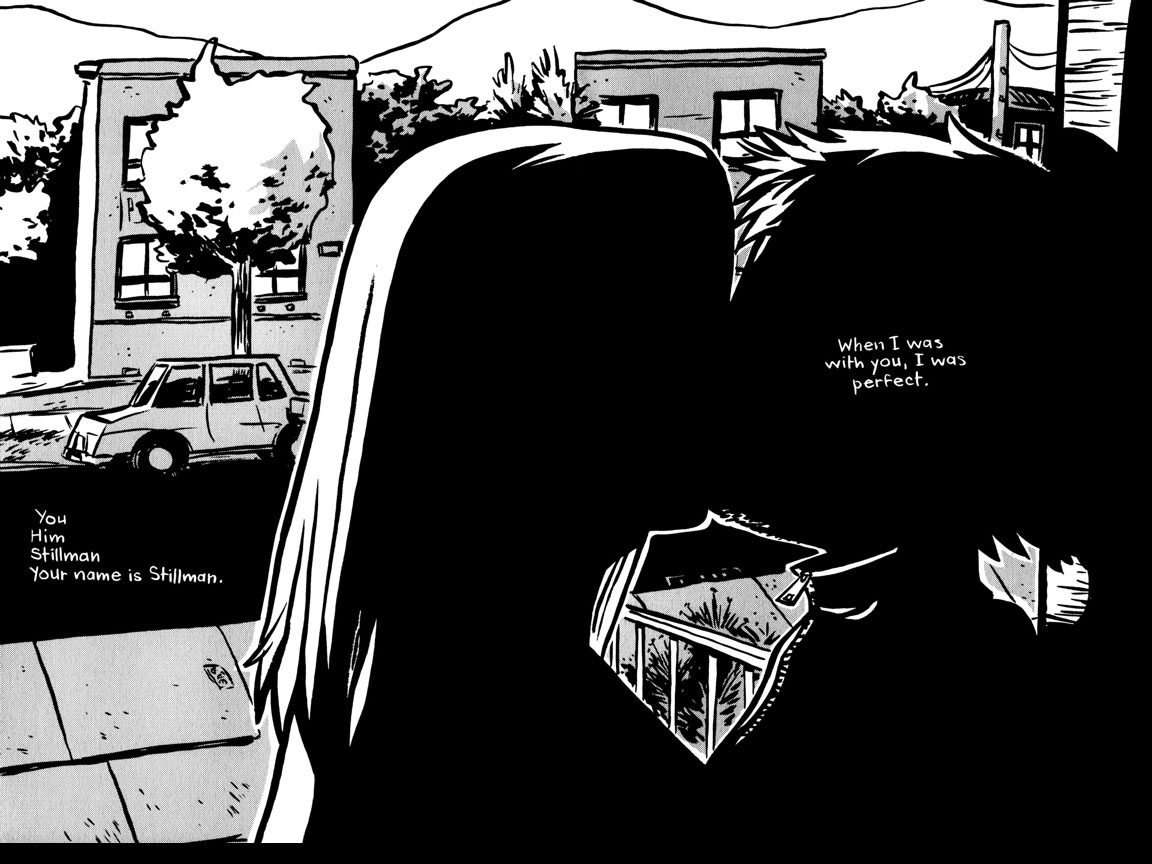 You
Him
Stillman
Your name is Stillman.
When I was
with you, I was
perfect.